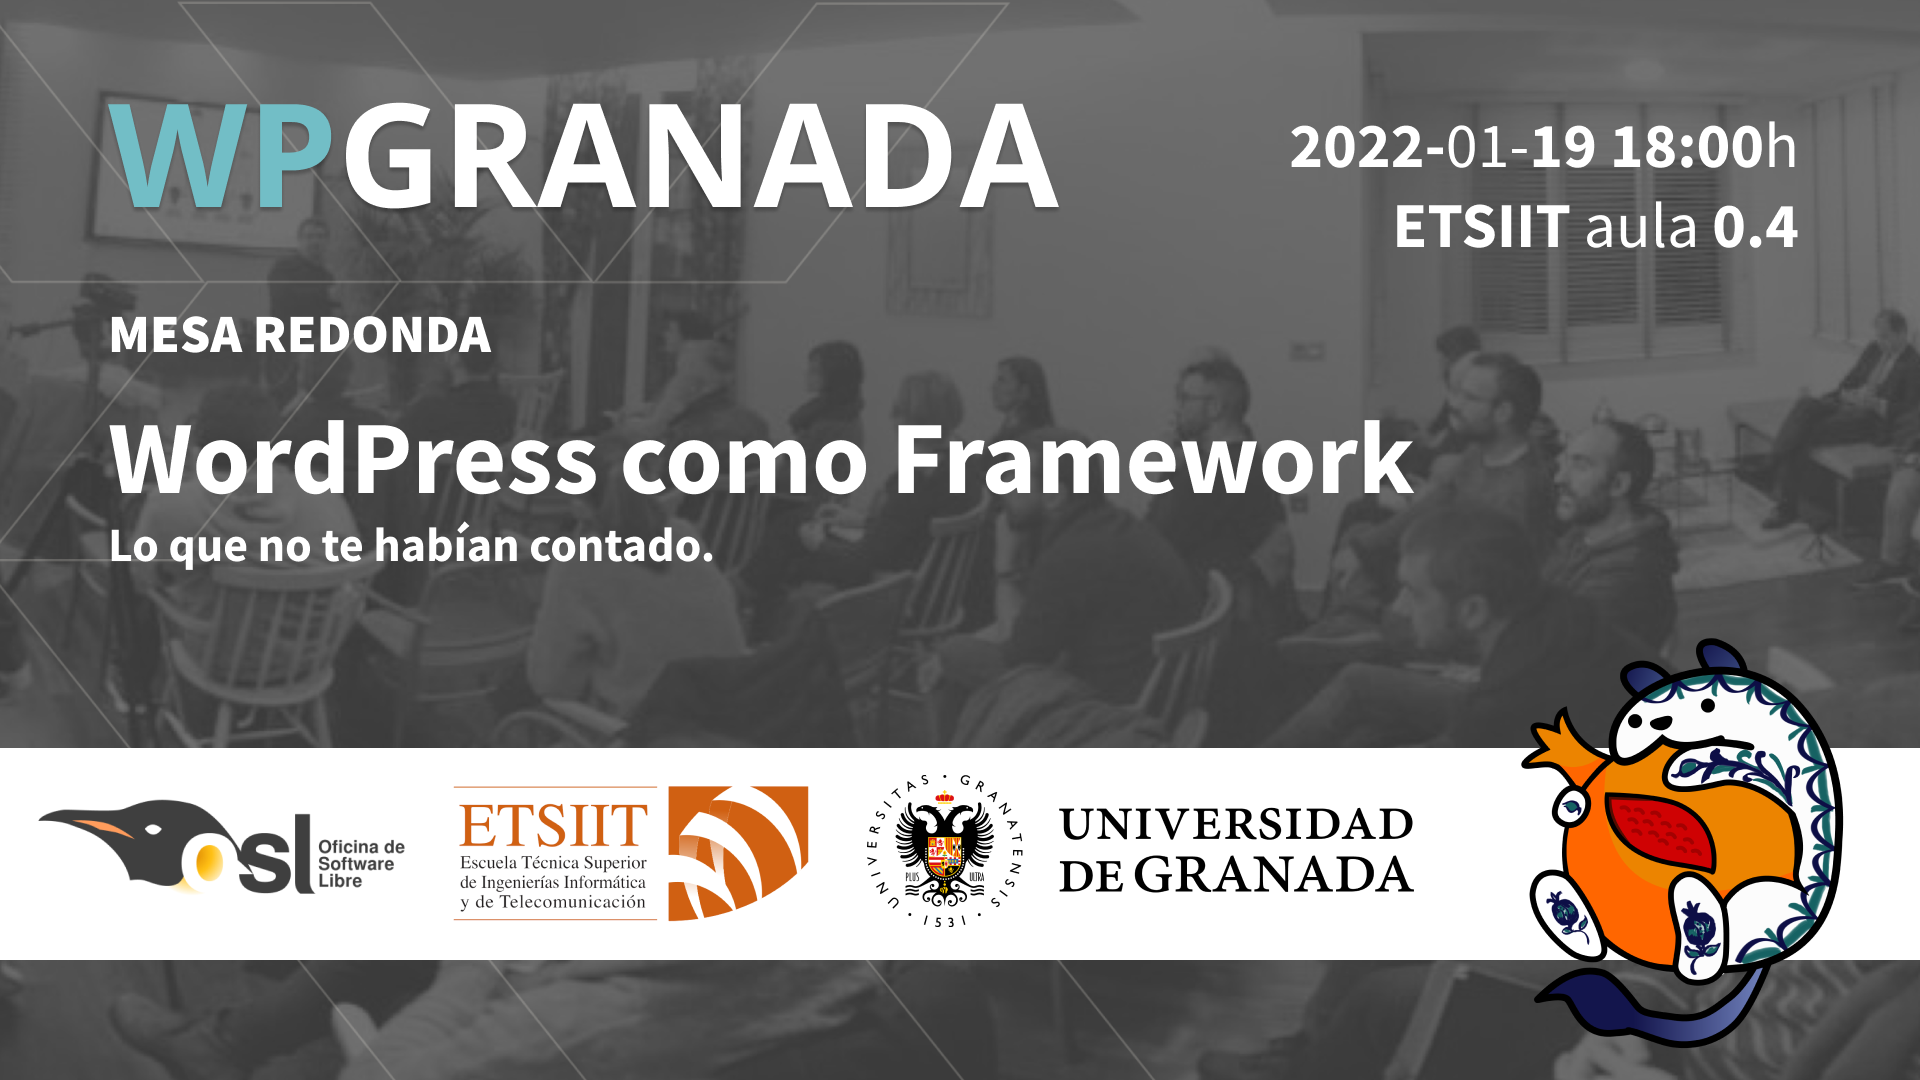 WPGRANADA
2022-01-19 18:00h
ETSIIT aula 0.4
MESA REDONDA
WordPress como Framework
Lo que no te habían contado.
osl
Oficina de
Software
Libre
ETSIIT
Escuela Técnica Superior
de Ingenierías Informática
y de Telecomunicación
UNIVERSITAS · GRANATENSIS · 1531 ·
PLUS ULTRA
UNIVERSIDAD
DE GRANADA